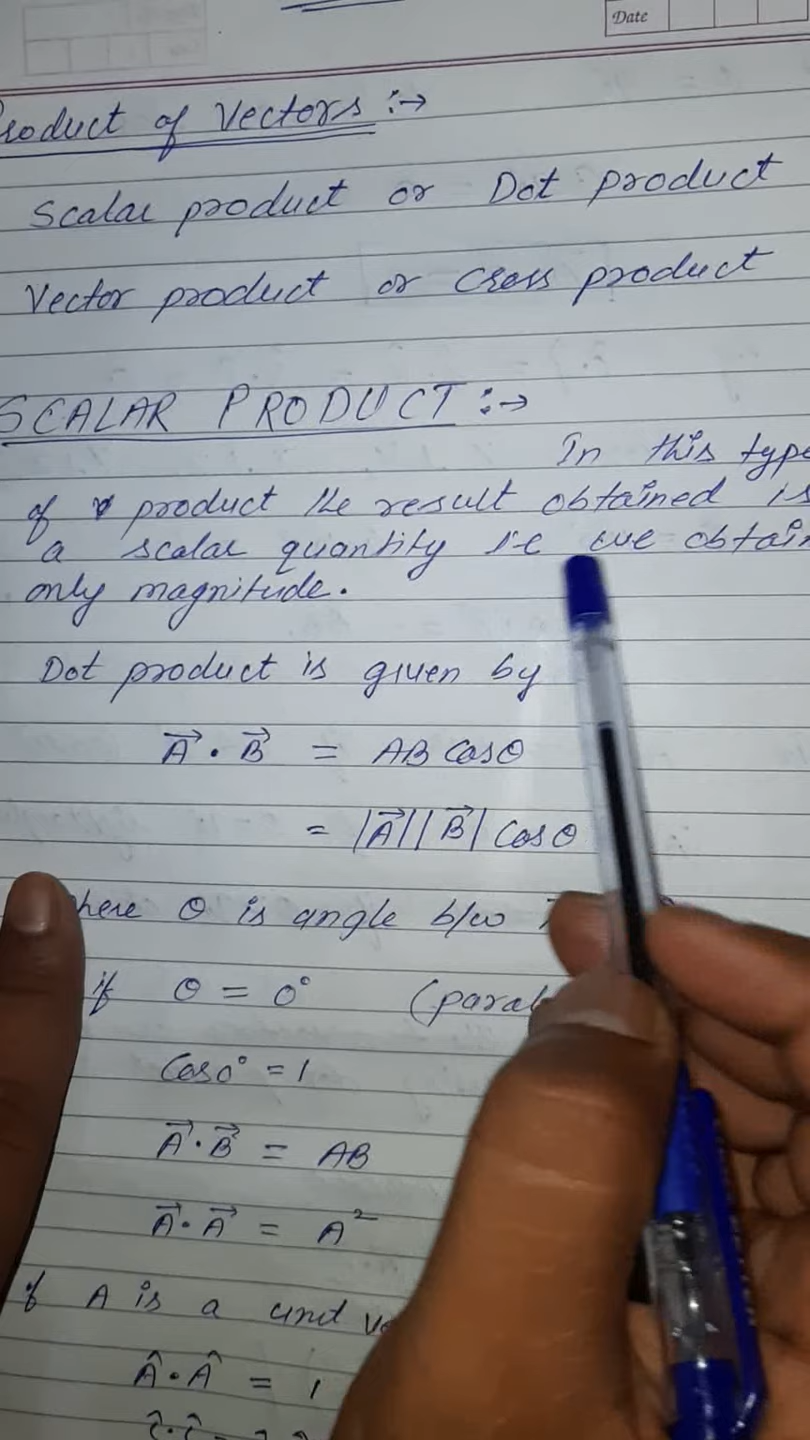 Date
roduct of Vectors :→
Scalar product or Dot product
Vector product or Cross product
SCALAR PRODUCT :→
In this type
of product the result obtained is
a scalar quantity i.e we obtain
only magnitude.
Dot product is given by
A⃗ · B⃗ = AB Cosθ
= |A⃗||B⃗| Cosθ
here θ is angle b/w
if θ = 0° (paral
Cos0° = 1
A⃗ · B⃗ = AB
A⃗ · A⃗ = A²
if A is a unit ve
Â · Â = 1